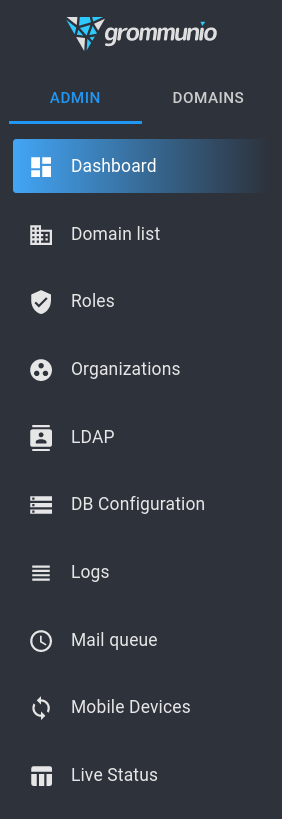 grommunio
ADMIN DOMAINS
Dashboard
Domain list
Roles
Organizations
LDAP
DB Configuration
Logs
Mail queue
Mobile Devices
Live Status